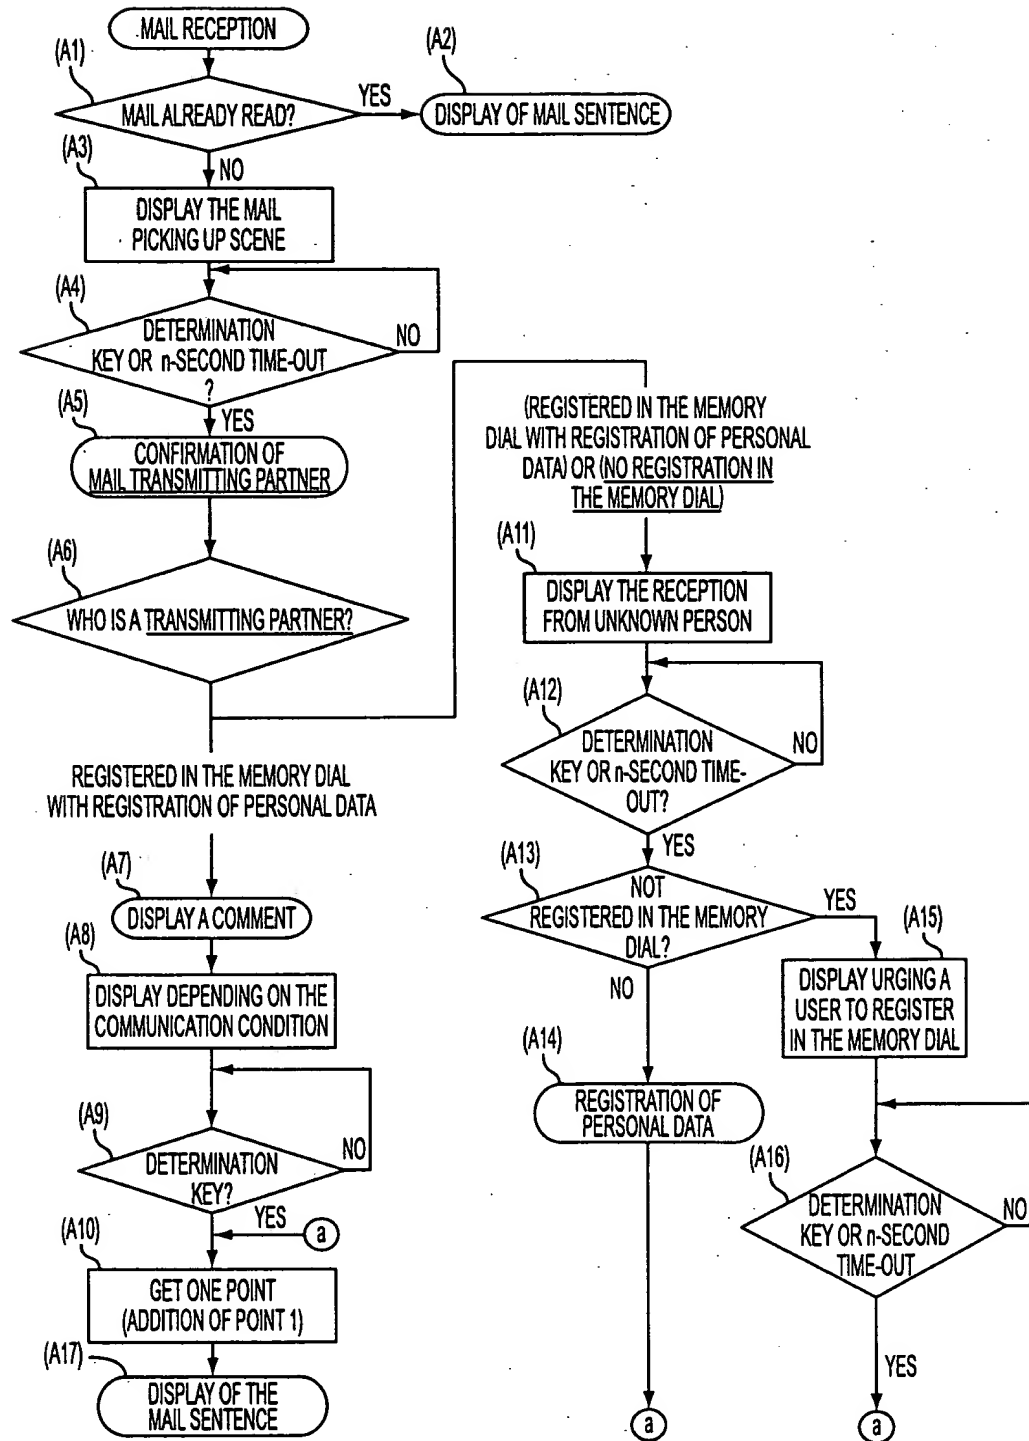 MAIL RECEPTION
(A1)
MAIL ALREADY READ?
YES
(A2)
DISPLAY OF MAIL SENTENCE
NO
(A3)
DISPLAY THE MAIL
PICKING UP SCENE
(A4)
DETERMINATION
KEY OR n-SECOND TIME-OUT
?
NO
YES
(A5)
CONFIRMATION OF
MAIL TRANSMITTING PARTNER
(A6)
WHO IS A TRANSMITTING PARTNER?
REGISTERED IN THE MEMORY DIAL
WITH REGISTRATION OF PERSONAL DATA
(A7)
DISPLAY A COMMENT
(A8)
DISPLAY DEPENDING ON THE
COMMUNICATION CONDITION
(A9)
DETERMINATION
KEY?
NO
YES
a
(A10)
GET ONE POINT
(ADDITION OF POINT 1)
(A17)
DISPLAY OF THE
MAIL SENTENCE
(REGISTERED IN THE MEMORY
DIAL WITH REGISTRATION OF PERSONAL
DATA) OR (NO REGISTRATION IN
THE MEMORY DIAL)
(A11)
DISPLAY THE RECEPTION
FROM UNKNOWN PERSON
(A12)
DETERMINATION
KEY OR n-SECOND TIME-
OUT?
NO
YES
(A13)
NOT
REGISTERED IN THE MEMORY
DIAL?
YES
NO
(A14)
REGISTRATION OF
PERSONAL DATA
a
(A15)
DISPLAY URGING A
USER TO REGISTER
IN THE MEMORY DIAL
(A16)
DETERMINATION
KEY OR n-SECOND
TIME-OUT
NO
YES
a